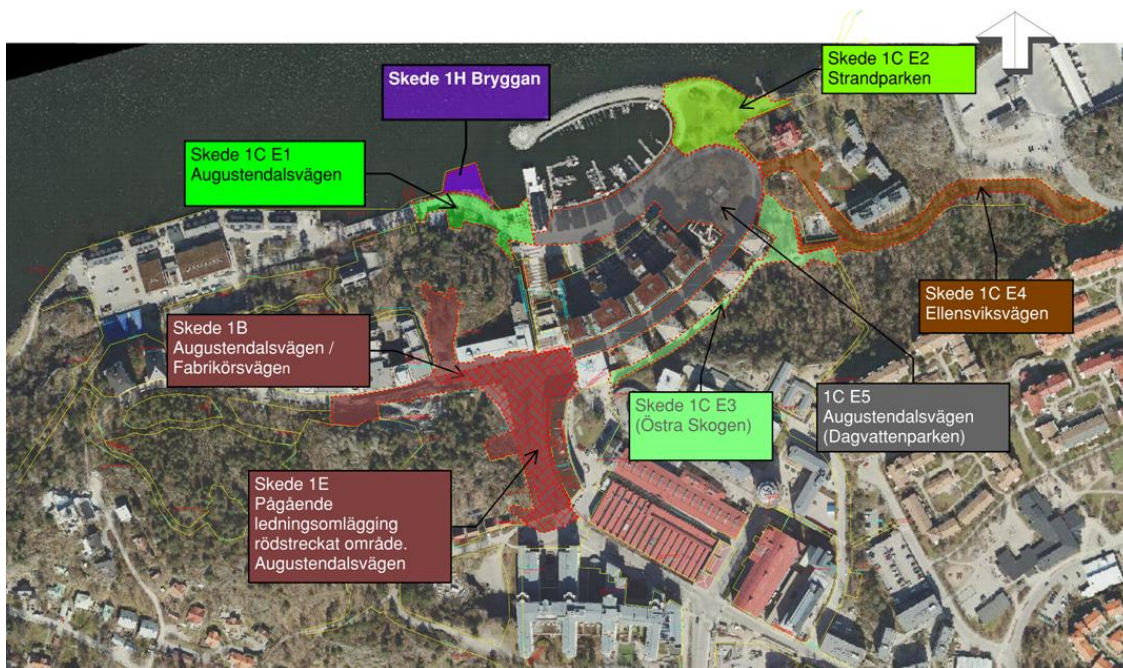 Skede 1C E2
Strandparken
Skede 1H Bryggan
Skede 1C E1
Augustendalsvägen
Skede 1C E4
Ellensviksvägen
Skede 1B
Augustendalsvägen /
Fabrikörsvägen
Skede 1C E3
(Östra Skogen)
1C E5
Augustendalsvägen
(Dagvattenparken)
Skede 1E
Pågående
ledningsomlägging
rödstreckat område.
Augustendalsvägen